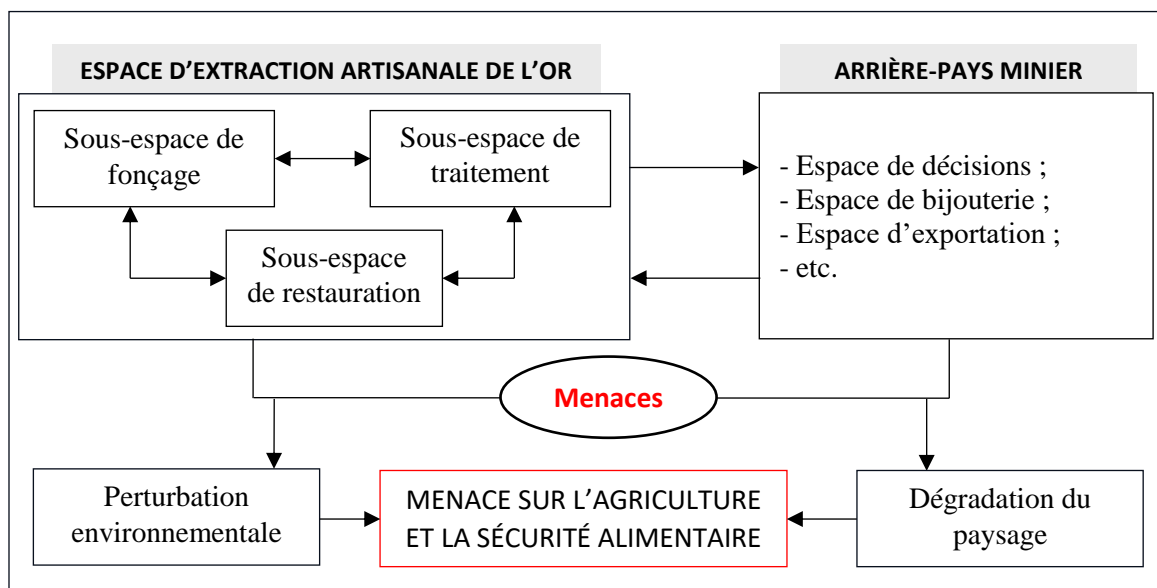 ESPACE D’EXTRACTION ARTISANALE DE L’OR
ARRIÈRE-PAYS MINIER
Sous-espace de
fonçage
Sous-espace de
traitement
Sous-espace
de restauration
- Espace de décisions ;
- Espace de bijouterie ;
- Espace d’exportation ;
- etc.
Menaces
Perturbation
environnementale
MENACE SUR L’AGRICULTURE
ET LA SÉCURITÉ ALIMENTAIRE
Dégradation du
paysage